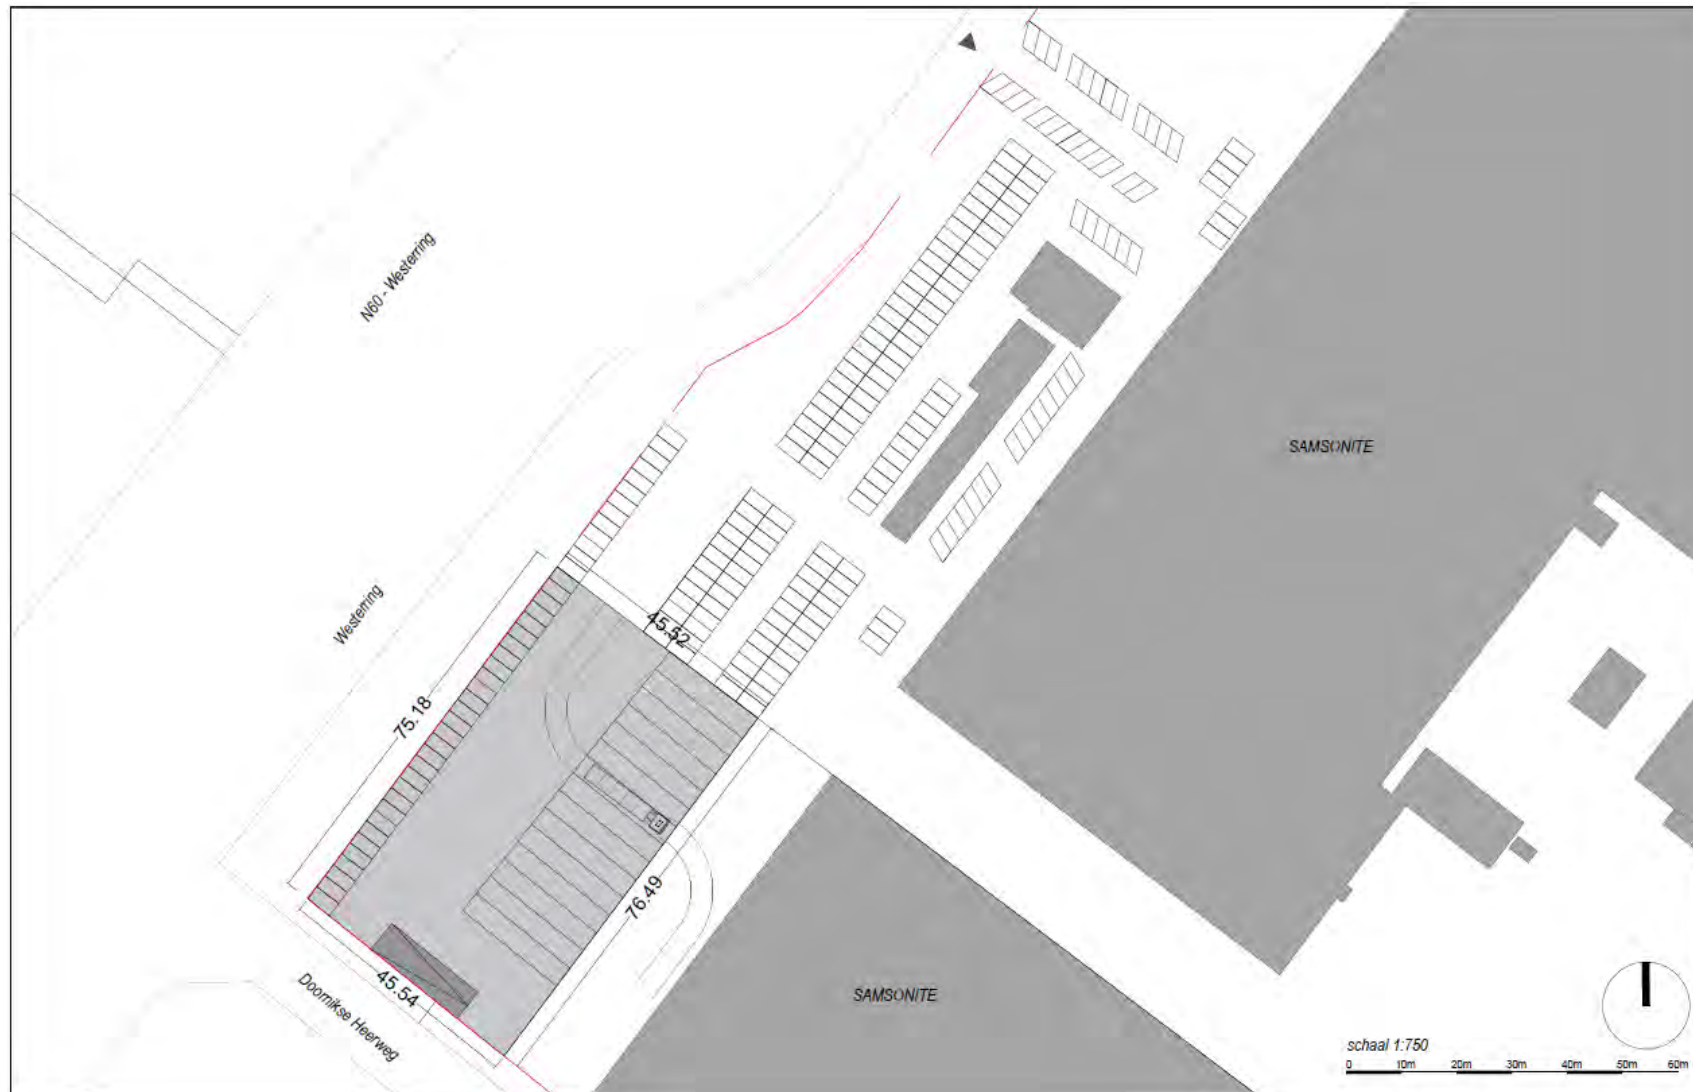 N60 - Westerring
SAMSONITE
Westerring
45.52
75.18
76.49
45.54
Doornikse Heerweg
SAMSONITE
schaal 1:750
0 10m 20m 30m 40m 50m 60m